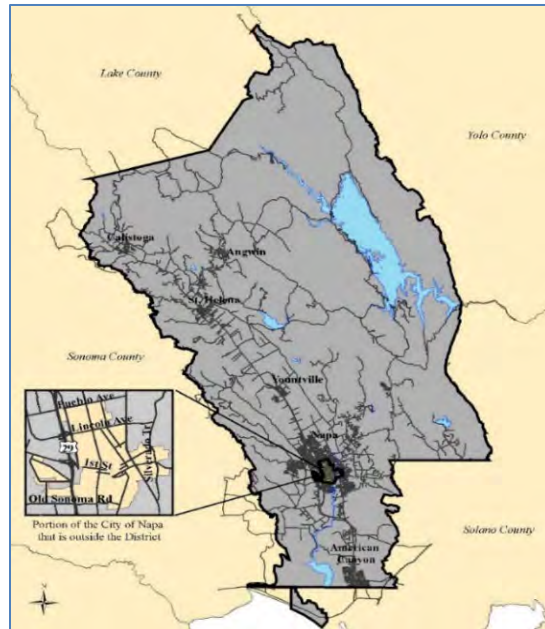 Lake County
Yolo County
Calistoga
Angwin
St. Helena
Sonoma County
Yountville
Napa
Pueblo Ave
Lincoln Ave
29
1st St
Silverado Tr
Old Sonoma Rd
Portion of the City of Napa
that is outside the District
Solano County
American
Canyon
N